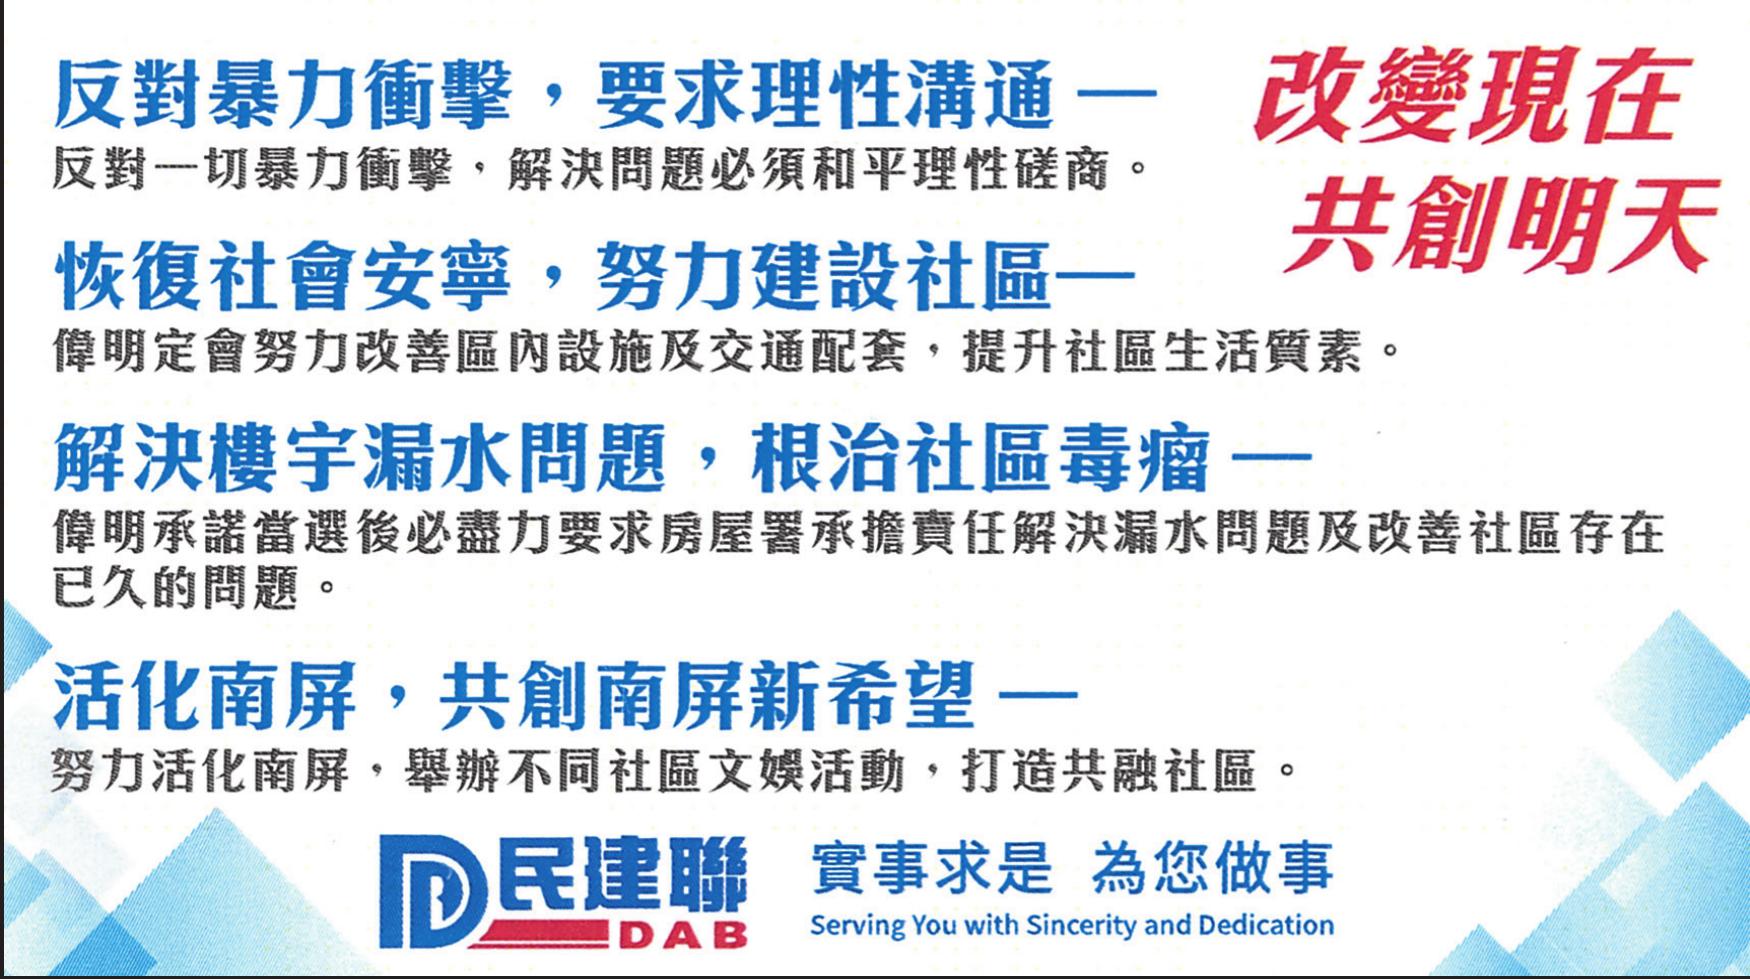 反對暴力衝擊，要求理性溝通 —
反對一切暴力衝擊，解決問題必須和平理性磋商。
改變現在
共創明天
恢復社會安寧，努力建設社區—
偉明定會努力改善區內設施及交通配套，提升社區生活質素。
解決樓宇漏水問題，根治社區毒瘤 —
偉明承諾當選後必盡力要求房屋署承擔責任解決漏水問題及改善社區存在
已久的問題。
活化南屏，共創南屏新希望 —
努力活化南屏，舉辦不同社區文娛活動，打造共融社區。
民建聯
DAB
實事求是 為您做事
Serving You with Sincerity and Dedication